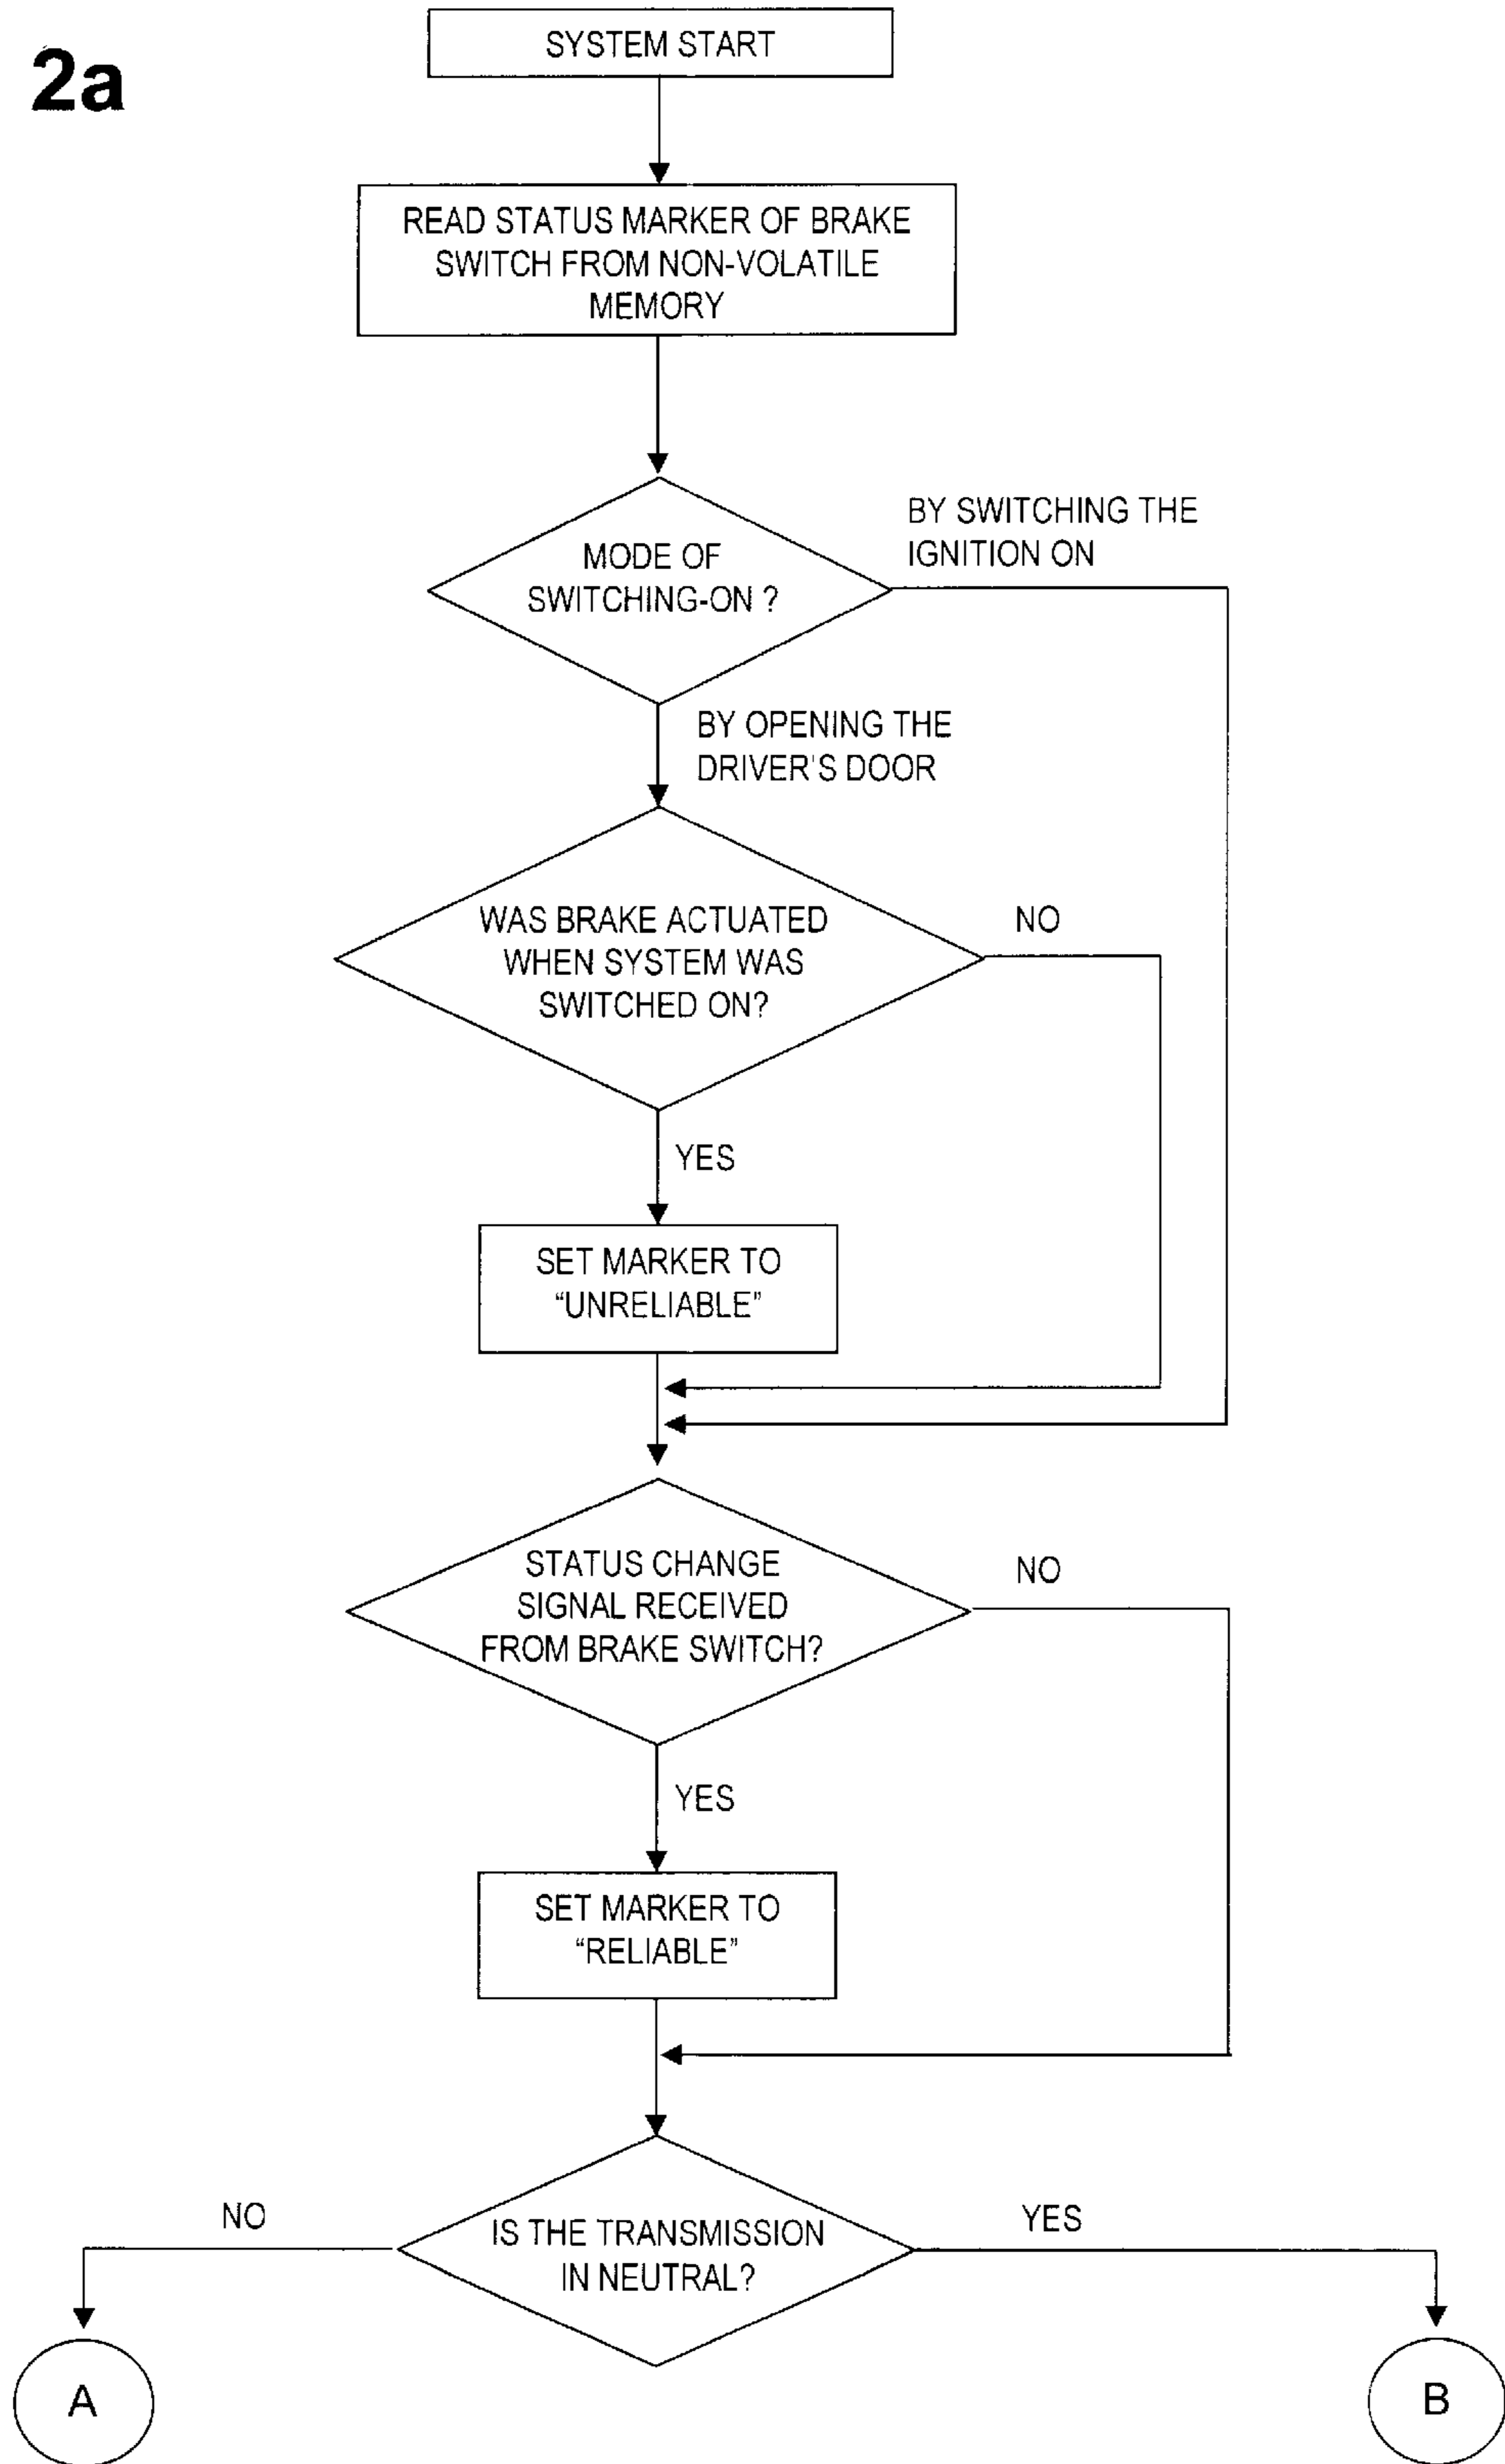 2a
SYSTEM START
READ STATUS MARKER OF BRAKE
SWITCH FROM NON-VOLATILE
MEMORY
MODE OF
SWITCHING-ON ?
BY SWITCHING THE
IGNITION ON
BY OPENING THE
DRIVER'S DOOR
WAS BRAKE ACTUATED
WHEN SYSTEM WAS
SWITCHED ON?
NO
YES
SET MARKER TO
“UNRELIABLE”
STATUS CHANGE
SIGNAL RECEIVED
FROM BRAKE SWITCH?
NO
YES
SET MARKER TO
“RELIABLE”
IS THE TRANSMISSION
IN NEUTRAL?
NO
YES
A
B